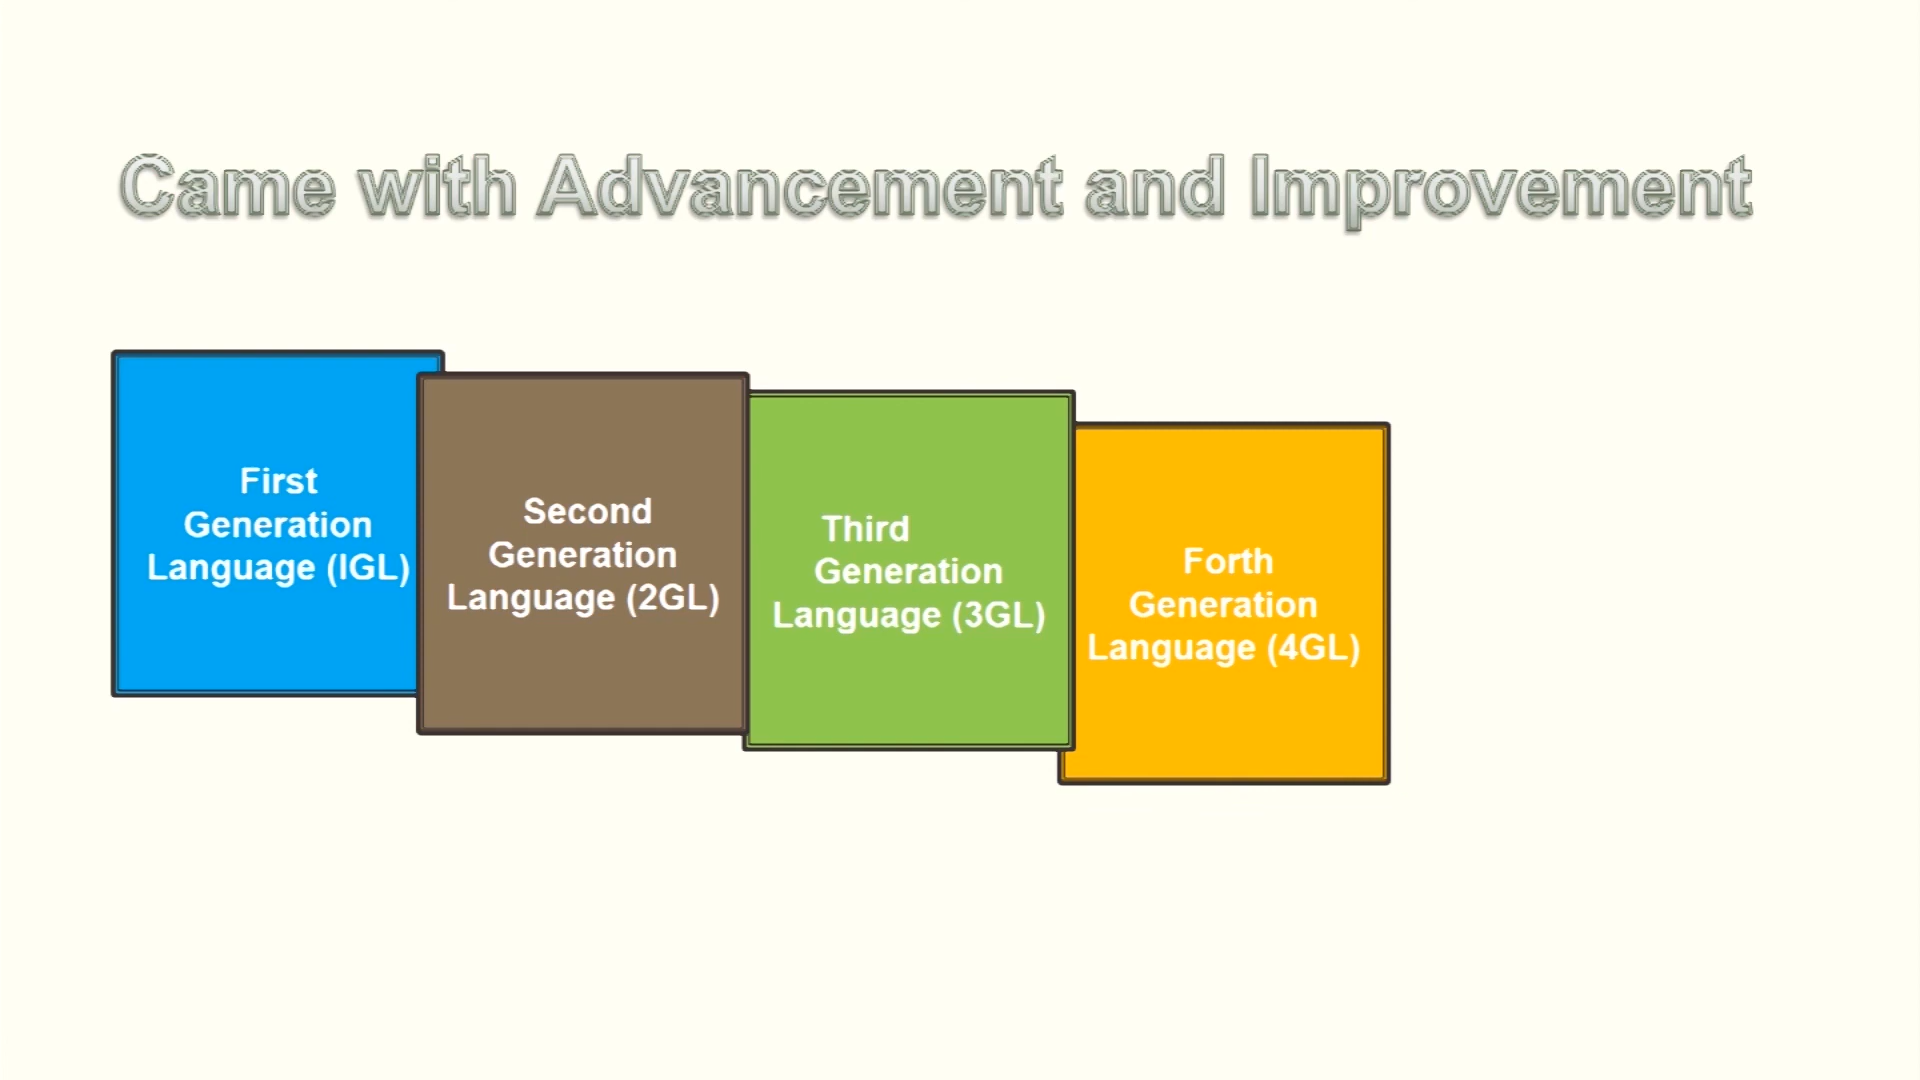 Came with Advancement and Improvement
First
Generation
Language (IGL)
Second
Generation
Language (2GL)
Third
Generation
Language (3GL)
Forth
Generation
Language (4GL)